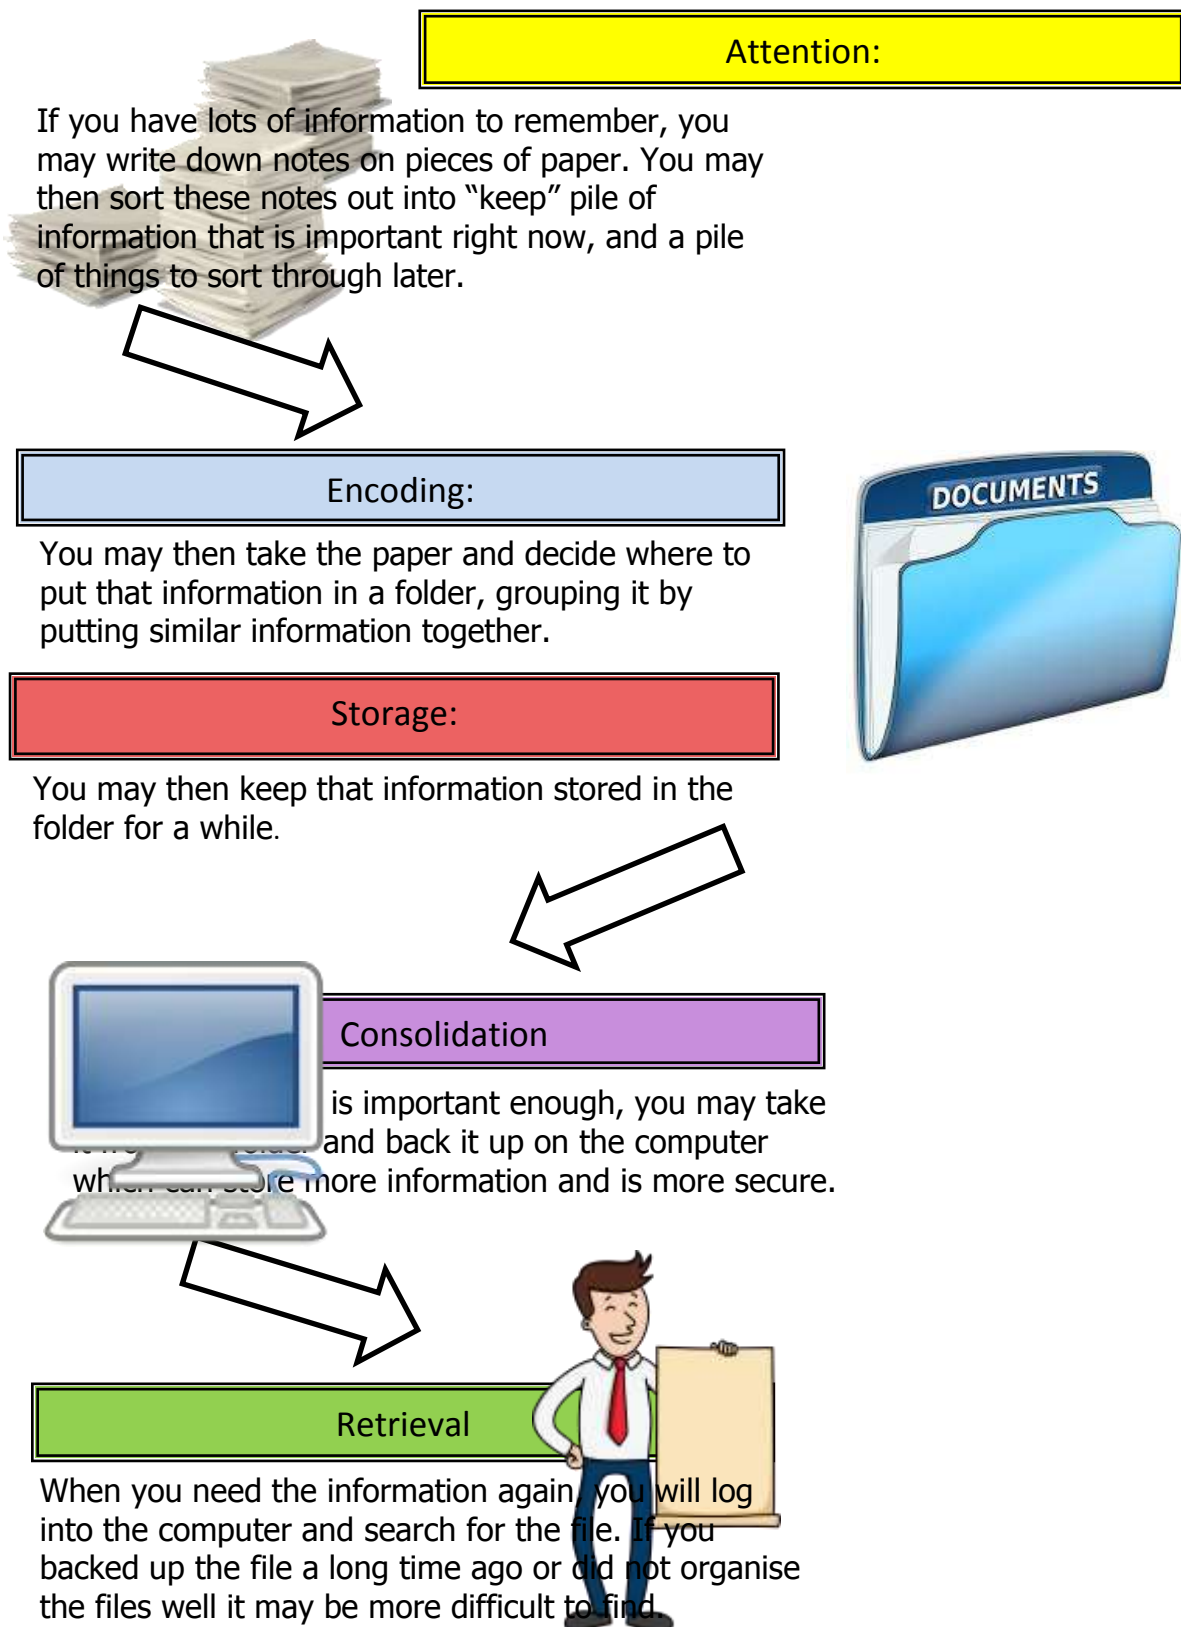 Attention:
If you have lots of information to remember, you
may write down notes on pieces of paper. You may
then sort these notes out into “keep” pile of
information that is important right now, and a pile
of things to sort through later.
Encoding:
DOCUMENTS
You may then take the paper and decide where to
put that information in a folder, grouping it by
putting similar information together.
Storage:
You may then keep that information stored in the
folder for a while.
Consolidation
is important enough, you may take
and back it up on the computer
which can store more information and is more secure.
Retrieval
When you need the information again, you will log
into the computer and search for the file. If you
backed up the file a long time ago or did not organise
the files well it may be more difficult to find.